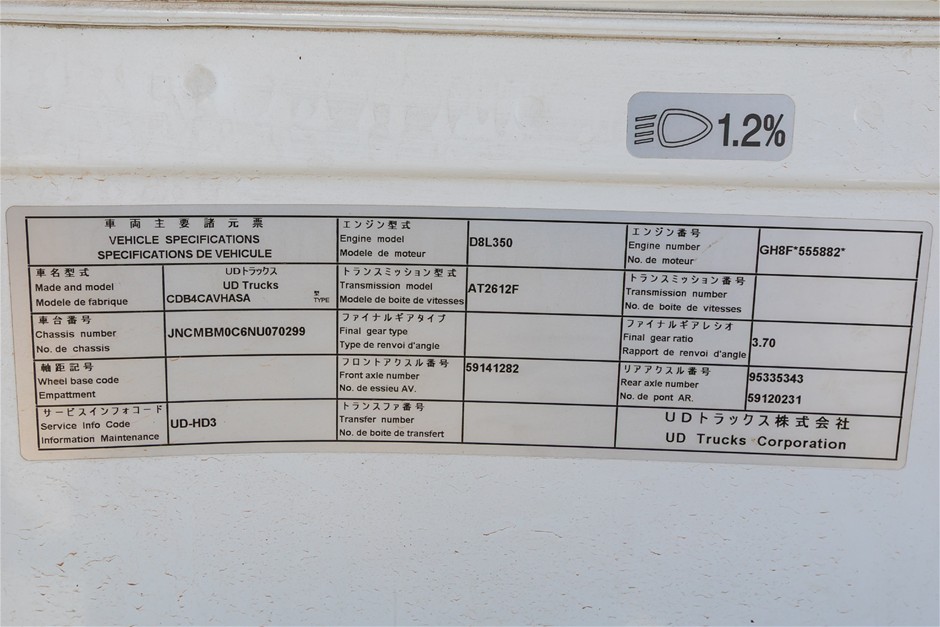 1.2%
車両主要諸元票
VEHICLE SPECIFICATIONS
SPECIFICATIONS DE VEHICULE
エンジン型式
Engine model
Modele de moteur
D8L350
エンジン番号
Engine number
No. de moteur
GH8F*555882*
車名型式
Made and model
Modele de fabrique
UDトラックス
UD Trucks
CDB4CAVHASA
型
TYPE
トランスミッション型式
Transmission model
Modele de boite de vitesses
AT2612F
トランスミッション番号
Transmission number
No. de boite de vitesses
車台番号
Chassis number
No. de chassis
JNCMBM0C6NU070299
ファイナルギアタイプ
Final gear type
Type de renvoi d'angle
ファイナルギアレシオ
Final gear ratio
Rapport de renvoi d'angle
3.70
軸距記号
Wheel base code
Empattment
フロントアクスル番号
Front axle number
No. de essieu AV.
59141282
リアアクスル番号
Rear axle number
No. de pont AR.
95335343
59120231
サービスインフォコード
Service Info Code
Information Maintenance
UD-HD3
トランスファ番号
Transfer number
No. de boite de transfert
UDトラックス株式会社
UD Trucks Corporation